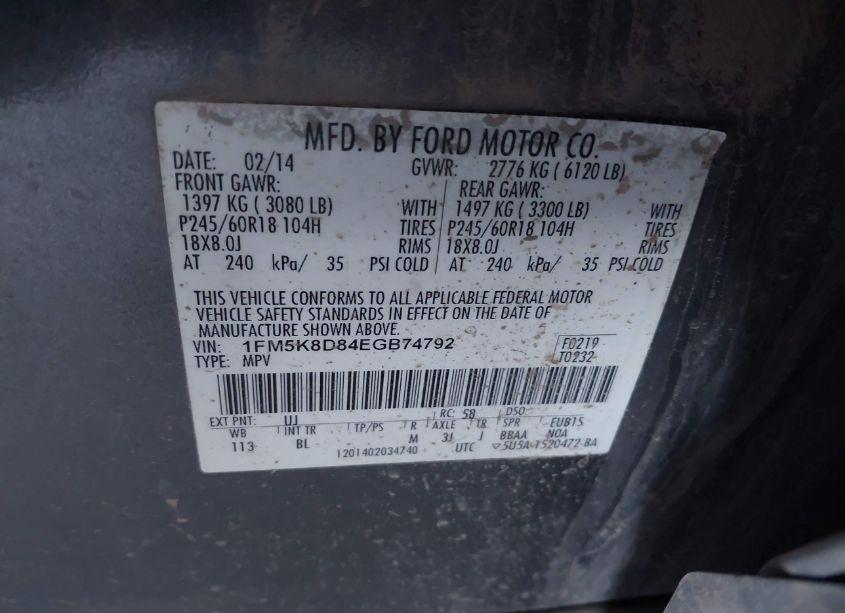 MFD. BY FORD MOTOR CO.
DATE: 02/14 GVWR: 2776 KG ( 6120 LB)
FRONT GAWR: REAR GAWR:
1397 KG ( 3080 LB) WITH 1497 KG ( 3300 LB) WITH
P245/60R18 104H TIRES P245/60R18 104H TIRES
18X8.0J RIMS 18X8.0J RIMS
AT 240 kPa/ 35 PSI COLD AT 240 kPa/ 35 PSI COLD
THIS VEHICLE CONFORMS TO ALL APPLICABLE FEDERAL MOTOR
VEHICLE SAFETY STANDARDS IN EFFECT ON THE DATE OF
MANUFACTURE SHOWN ABOVE.
VIN: 1FM5K8D84EGB74792 F0219
TYPE: MPV T0232
EXT PNT: UJ RC: 58 DSO:
WB INT TR TP/PS R AXLE TR SPR EUB15
113 BL M 3J J BBAA NOA
1201402034740 UTC 5U5A-1520472-BA